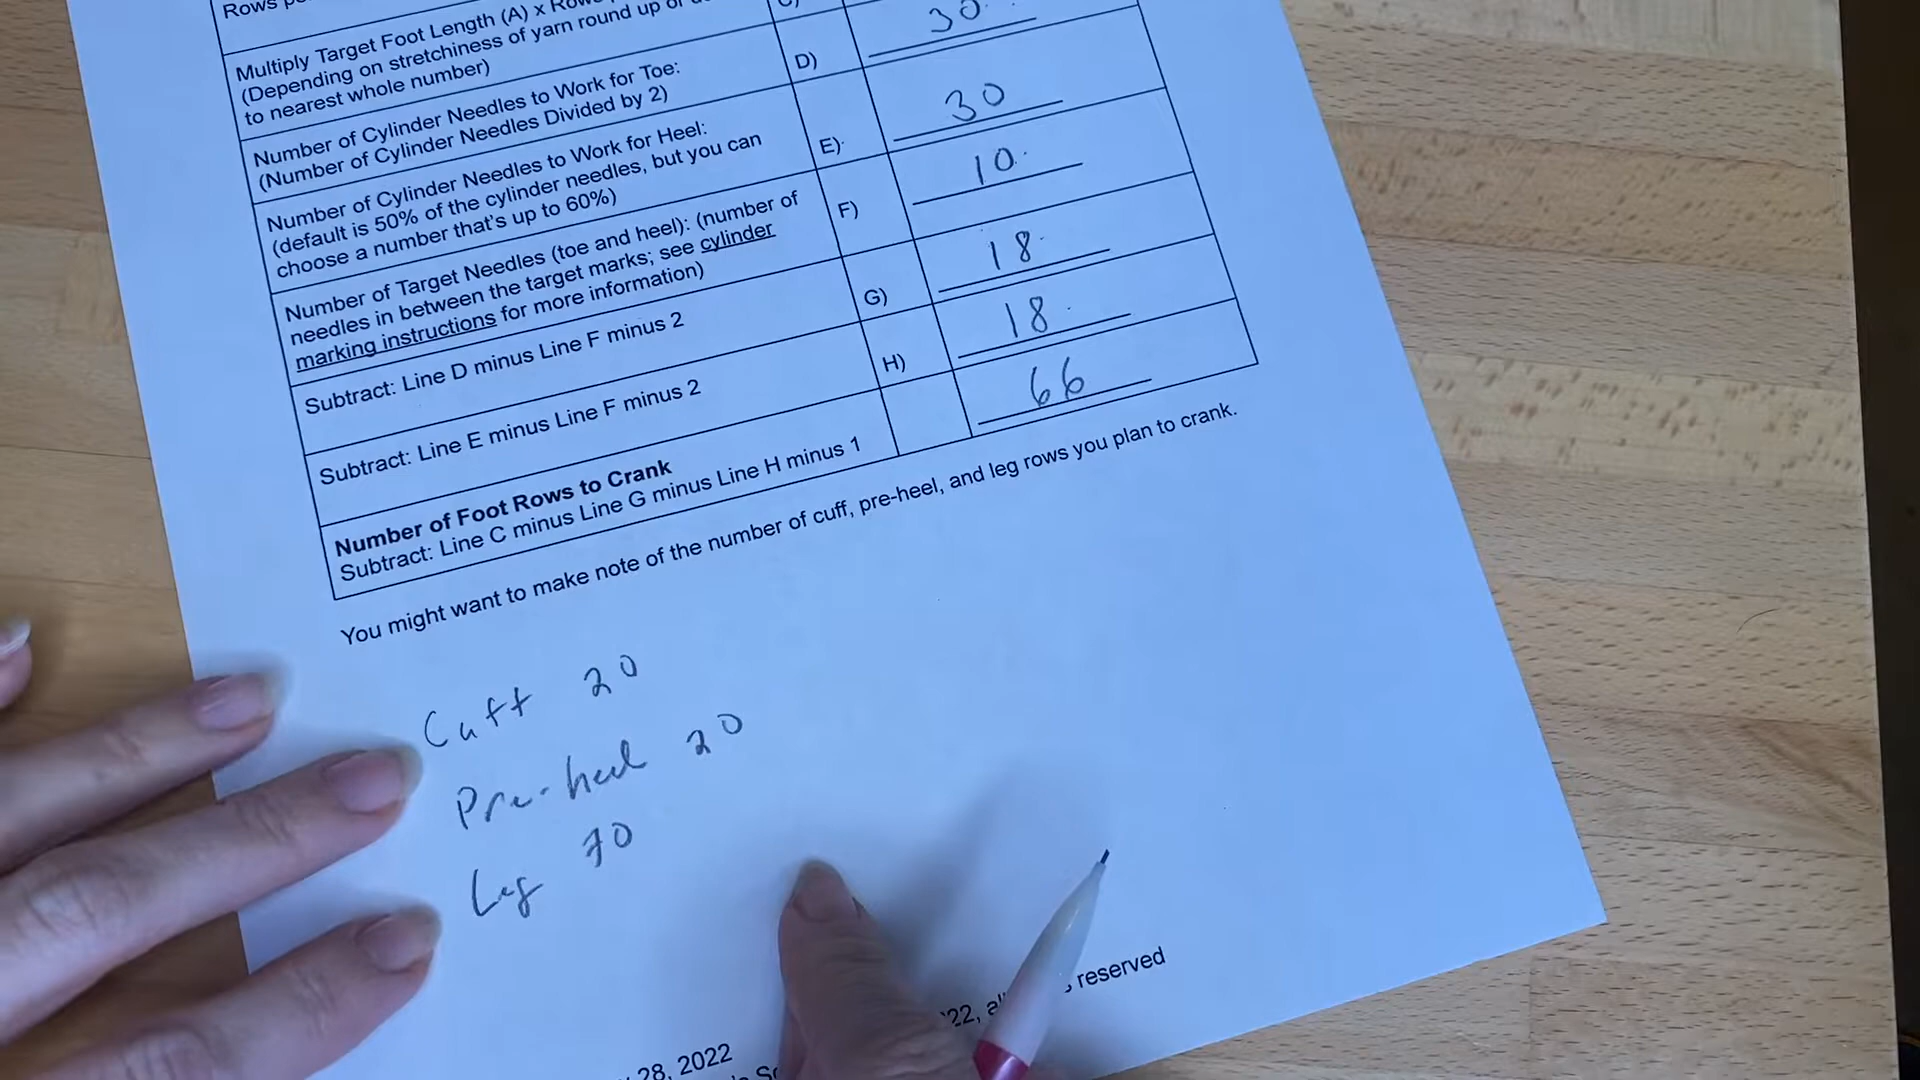 Rows
Multiply Target Foot Length (A) x
(Depending on stretchiness of yarn round up or
to nearest whole number)
Number of Cylinder Needles to Work for Toe:
(Number of Cylinder Needles Divided by 2)
D)
30
Number of Cylinder Needles to Work for Heel:
(default is 50% of the cylinder needles, but you can
choose a number that's up to 60%)
E)
30
Number of Target Needles (toe and heel): (number of
needles in between the target marks; see cylinder
marking instructions for more information)
F)
10
Subtract: Line D minus Line F minus 2
G)
18
Subtract: Line E minus Line F minus 2
H)
18
Number of Foot Rows to Crank
Subtract: Line C minus Line G minus Line H minus 1
66
You might want to make note of the number of cuff, pre-heel, and leg rows you plan to crank.
Cuff 20
Pre-heel 20
Leg 70
22, all reserved
28, 2022